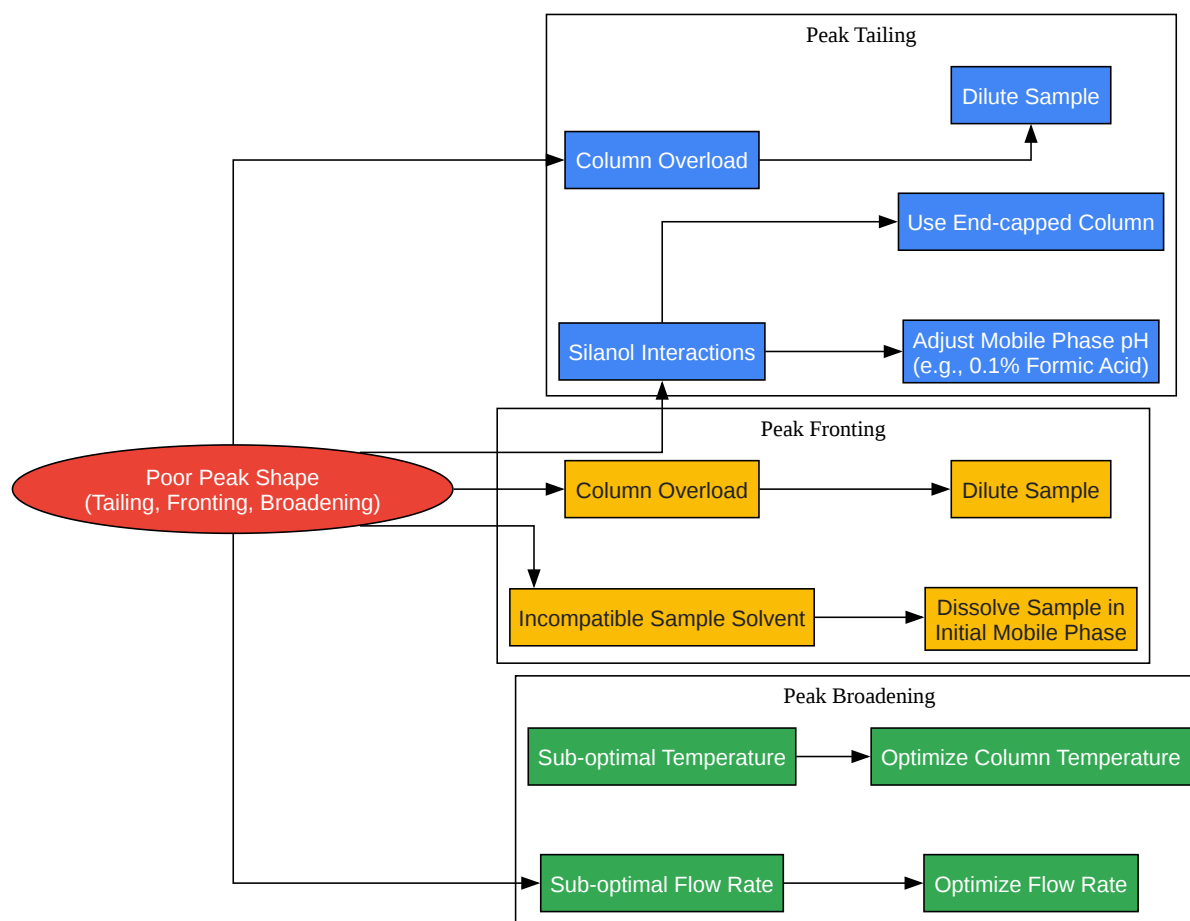 Peak Tailing
Dilute Sample
Column Overload
Use End-capped Column
Silanol Interactions
Adjust Mobile Phase pH
(e.g., 0.1% Formic Acid)
Poor Peak Shape
(Tailing, Fronting, Broadening)
Peak Fronting
Column Overload
Dilute Sample
Incompatible Sample Solvent
Dissolve Sample in
Initial Mobile Phase
Peak Broadening
Sub-optimal Temperature
Optimize Column Temperature
Sub-optimal Flow Rate
Optimize Flow Rate